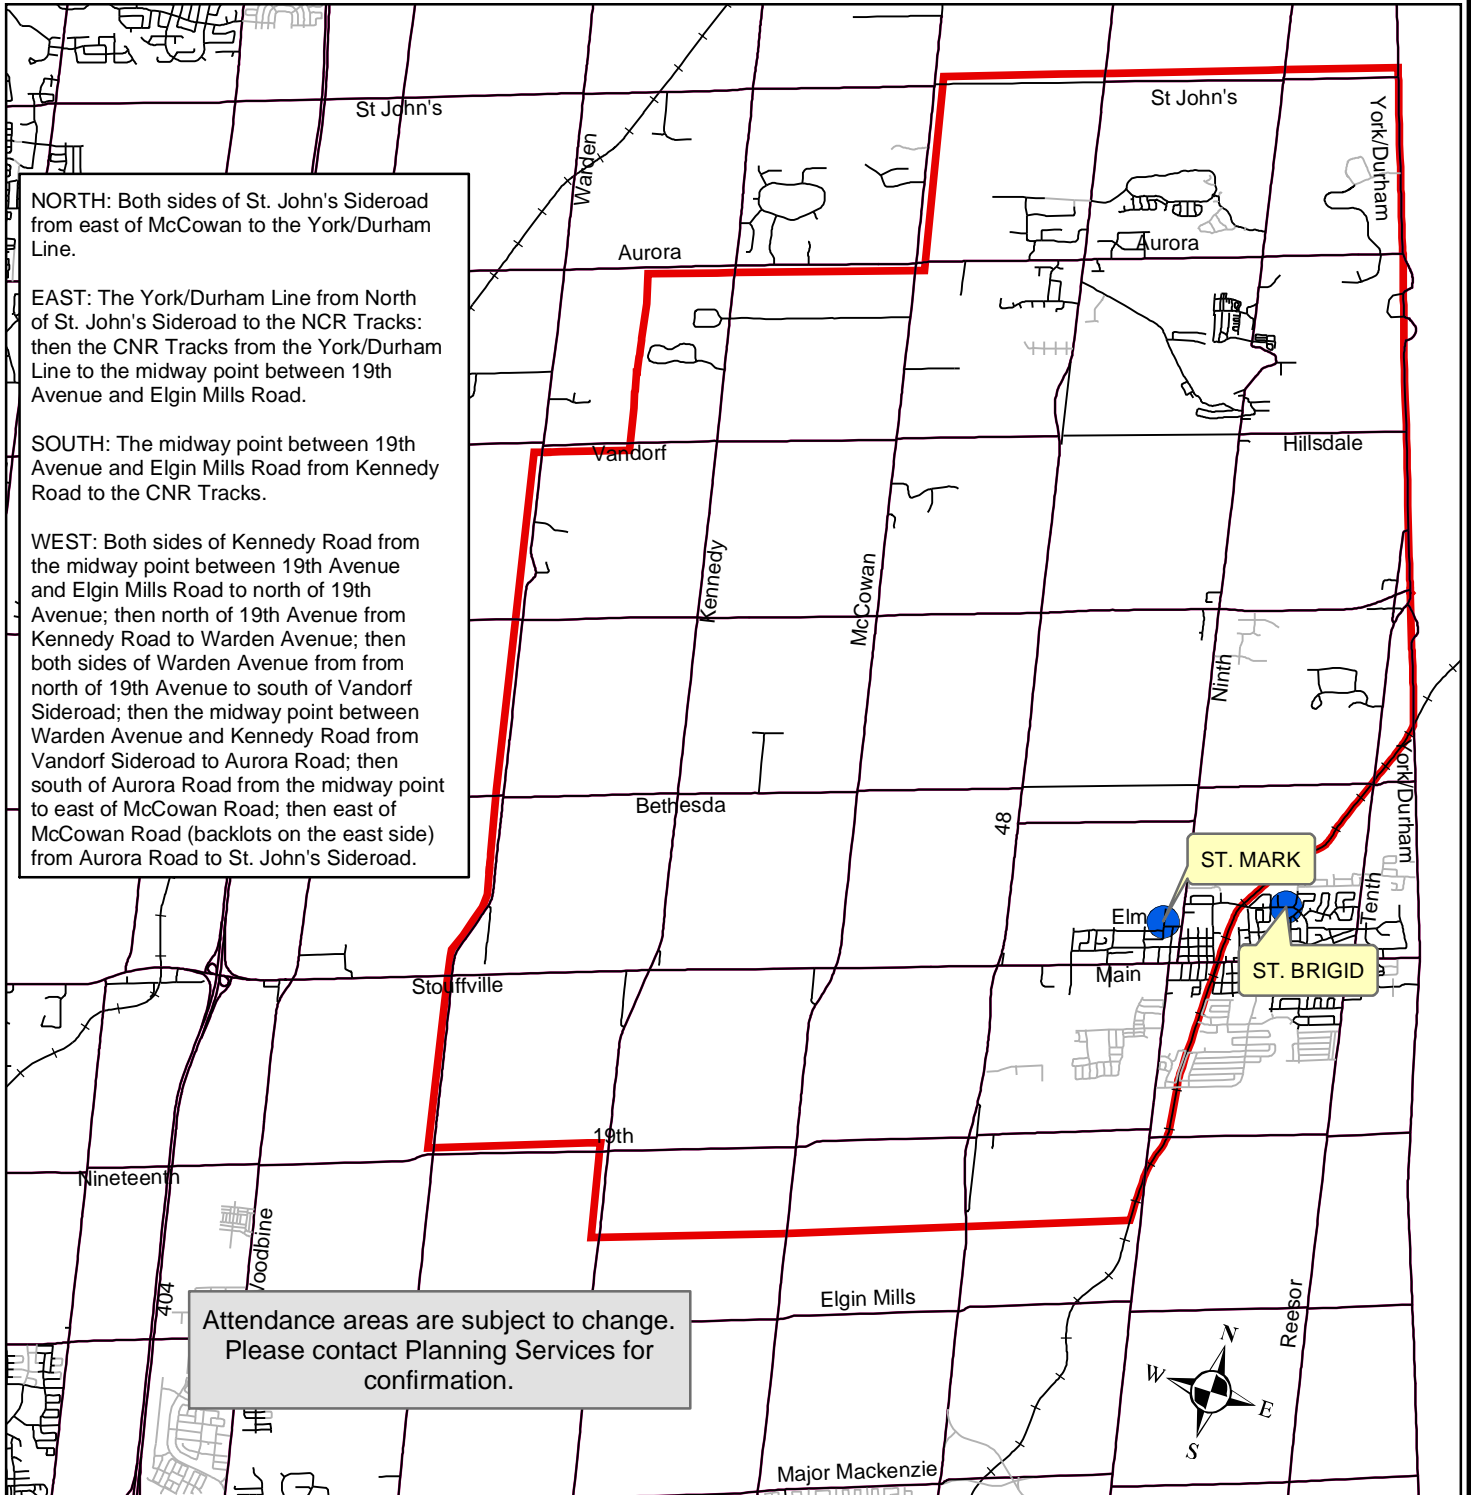 St John's
St John's
York/Durham
Warden
NORTH: Both sides of St. John's Sideroad
from east of McCowan to the York/Durham
Line.
EAST: The York/Durham Line from North
of St. John's Sideroad to the NCR Tracks:
then the CNR Tracks from the York/Durham
Line to the midway point between 19th
Avenue and Elgin Mills Road.
SOUTH: The midway point between 19th
Avenue and Elgin Mills Road from Kennedy
Road to the CNR Tracks.
WEST: Both sides of Kennedy Road from
the midway point between 19th Avenue
and Elgin Mills Road to north of 19th
Avenue; then north of 19th Avenue from
Kennedy Road to Warden Avenue; then
both sides of Warden Avenue from from
north of 19th Avenue to south of Vandorf
Sideroad; then the midway point between
Warden Avenue and Kennedy Road from
Vandorf Sideroad to Aurora Road; then
south of Aurora Road from the midway point
to east of McCowan Road; then east of
McCowan Road (backlots on the east side)
from Aurora Road to St. John's Sideroad.
Aurora
Aurora
Hillsdale
Vandorf
Kennedy
McCowan
Ninth
York/Durham
Bethesda
48
ST. MARK
Tenth
Elm
Main
ST. BRIGID
Stouffville
19th
Nineteenth
Woodbine
404
Elgin Mills
Reesor
Attendance areas are subject to change.
Please contact Planning Services for
confirmation.
N
W
E
S
Major Mackenzie